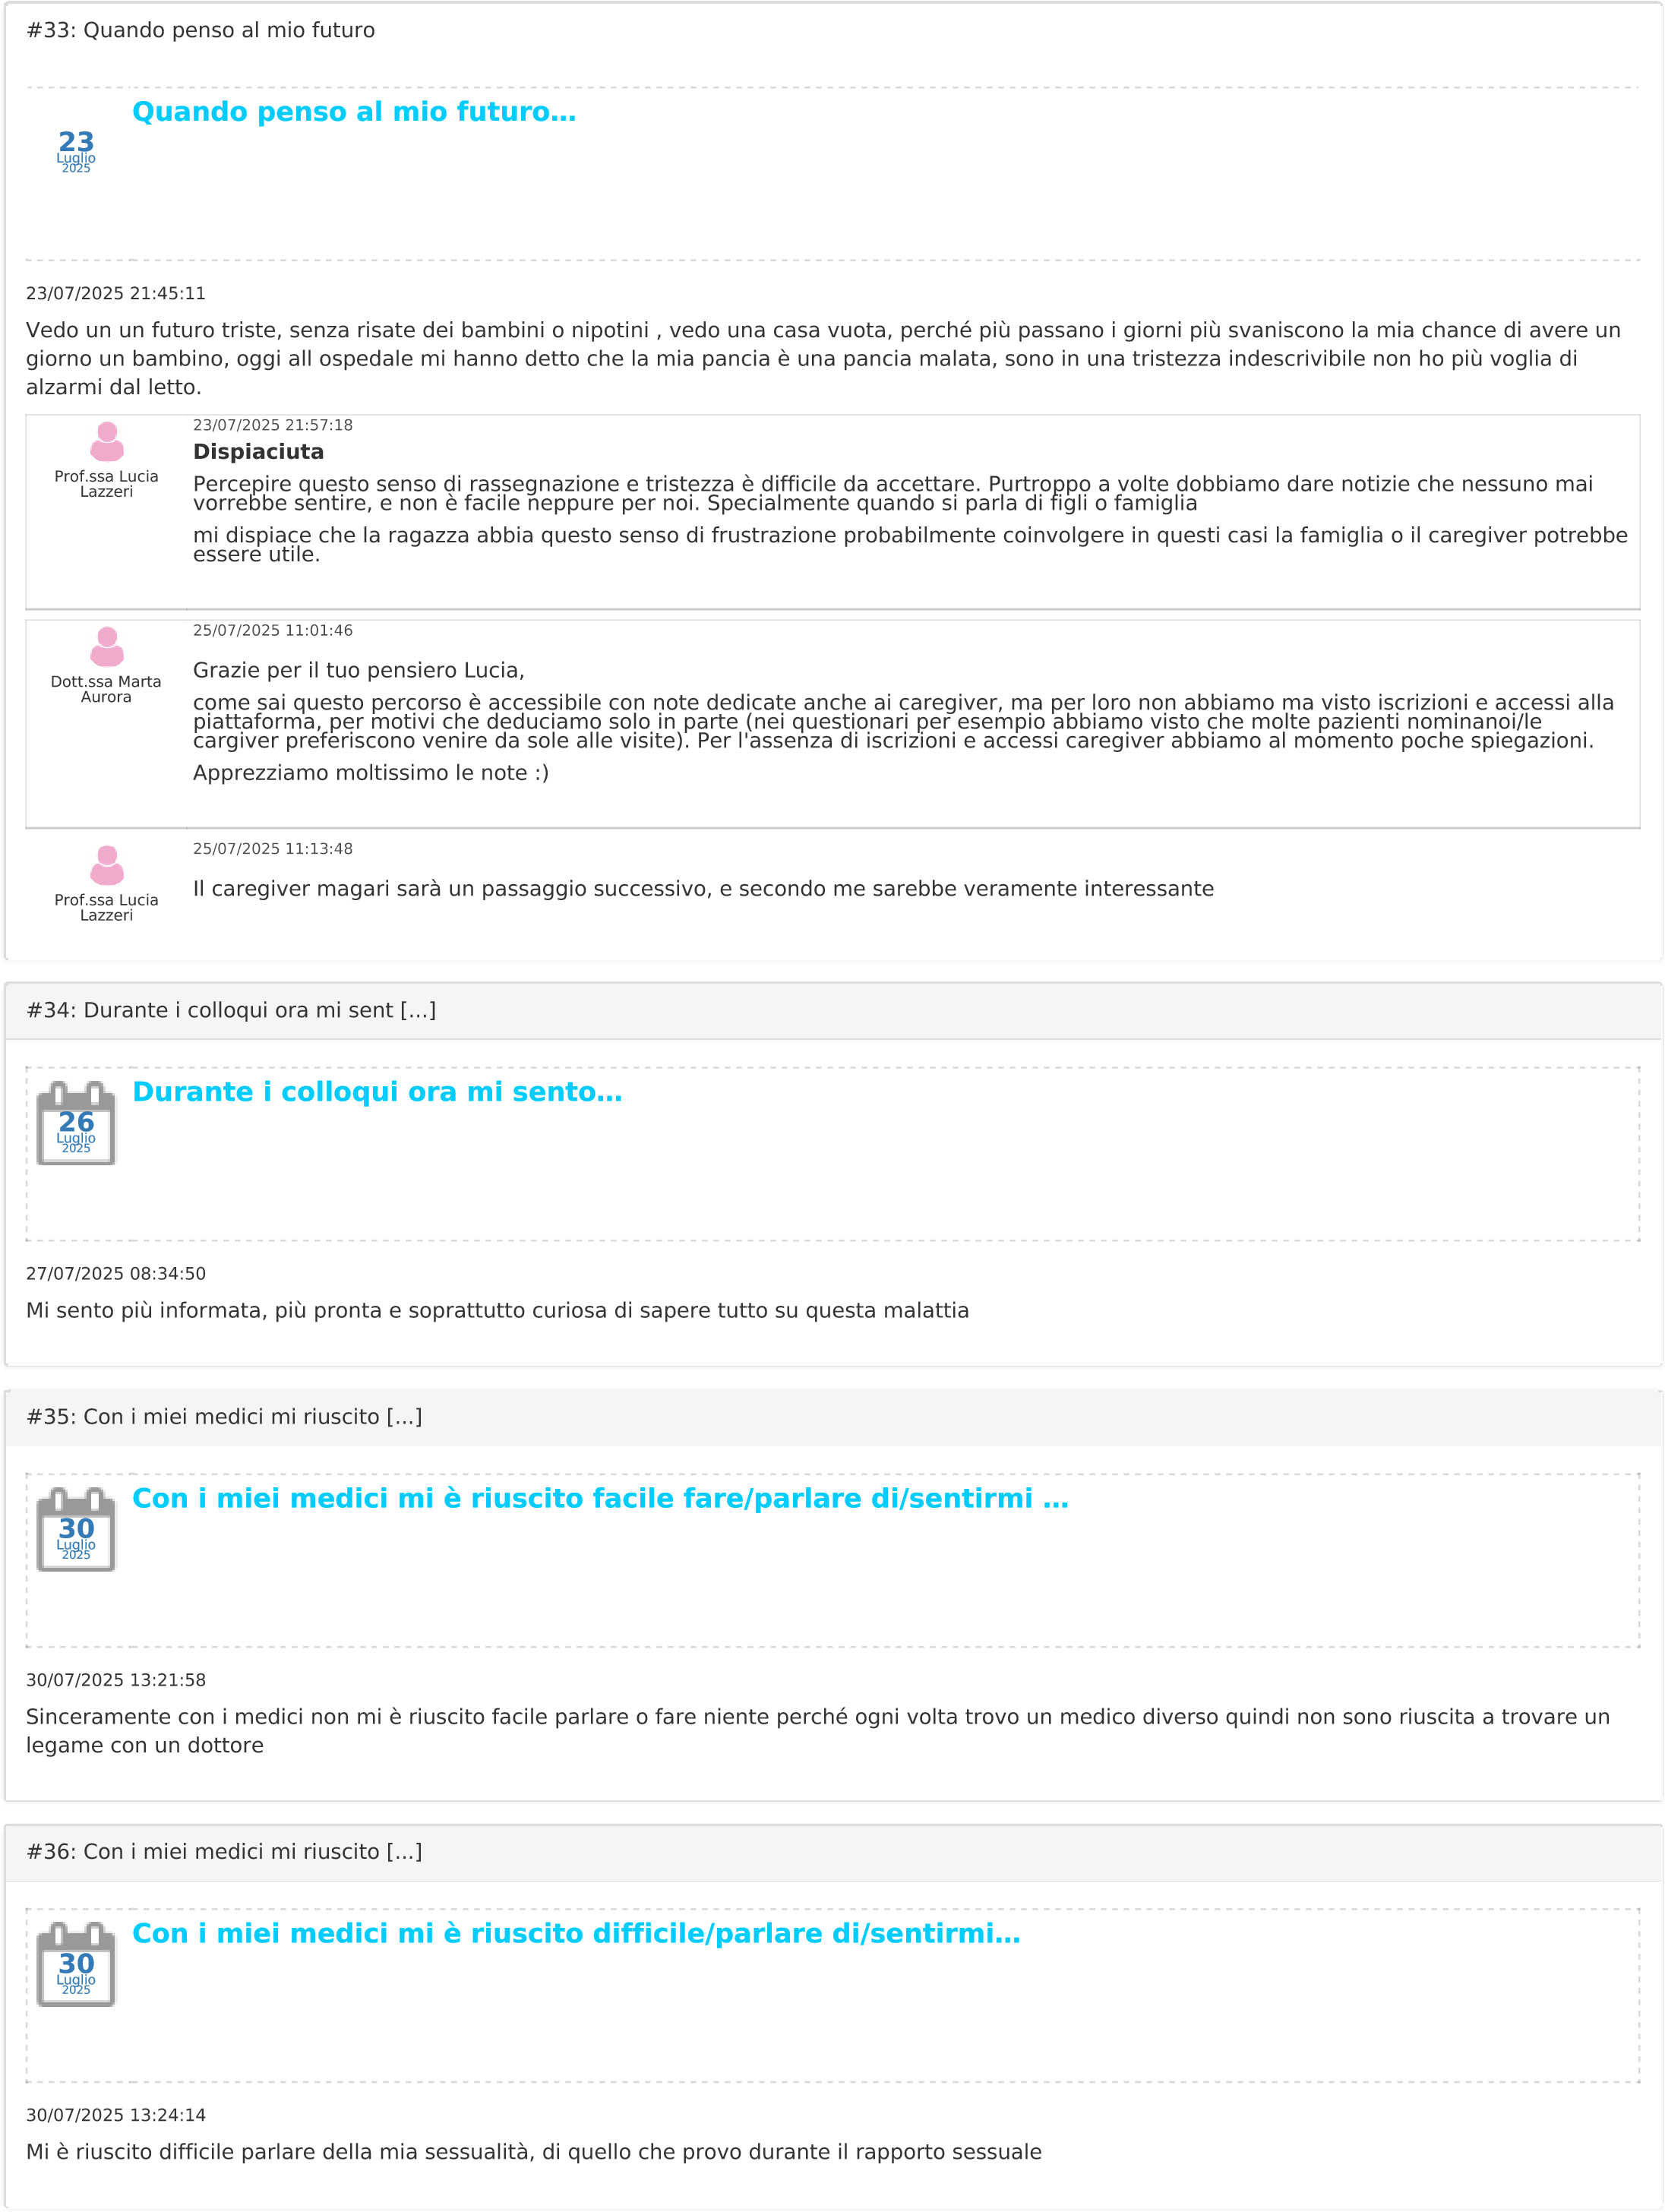 #33: Quando penso al mio futuro
Quando penso al mio futuro...
23
Luglio
2025
23/07/2025 21:45:11
Vedo un un futuro triste, senza risate dei bambini o nipotini , vedo una casa vuota, perché più passano i giorni più svaniscono la mia chance di avere un
giorno un bambino, oggi all ospedale mi hanno detto che la mia pancia è una pancia malata, sono in una tristezza indescrivibile non ho più voglia di
alzarmi dal letto.
Prof.ssa Lucia
Lazzeri
23/07/2025 21:57:18
Dispiaciuta
Percepire questo senso di rassegnazione e tristezza è difficile da accettare. Purtroppo a volte dobbiamo dare notizie che nessuno mai
vorrebbe sentire, e non è facile neppure per noi. Specialmente quando si parla di figli o famiglia
mi dispiace che la ragazza abbia questo senso di frustrazione probabilmente coinvolgere in questi casi la famiglia o il caregiver potrebbe
essere utile.
Dott.ssa Marta
Aurora
25/07/2025 11:01:46
Grazie per il tuo pensiero Lucia,
come sai questo percorso è accessibile con note dedicate anche ai caregiver, ma per loro non abbiamo ma visto iscrizioni e accessi alla
piattaforma, per motivi che deduciamo solo in parte (nei questionari per esempio abbiamo visto che molte pazienti nominanoi/le
cargiver preferiscono venire da sole alle visite). Per l'assenza di iscrizioni e accessi caregiver abbiamo al momento poche spiegazioni.
Apprezziamo moltissimo le note :)
Prof.ssa Lucia
Lazzeri
25/07/2025 11:13:48
Il caregiver magari sarà un passaggio successivo, e secondo me sarebbe veramente interessante
#34: Durante i colloqui ora mi sent [...]
Durante i colloqui ora mi sento...
26
Luglio
2025
27/07/2025 08:34:50
Mi sento più informata, più pronta e soprattutto curiosa di sapere tutto su questa malattia
#35: Con i miei medici mi riuscito [...]
Con i miei medici mi è riuscito facile fare/parlare di/sentirmi ...
30
Luglio
2025
30/07/2025 13:21:58
Sinceramente con i medici non mi è riuscito facile parlare o fare niente perché ogni volta trovo un medico diverso quindi non sono riuscita a trovare un
legame con un dottore
#36: Con i miei medici mi riuscito [...]
Con i miei medici mi è riuscito difficile/parlare di/sentirmi...
30
Luglio
2025
30/07/2025 13:24:14
Mi è riuscito difficile parlare della mia sessualità, di quello che provo durante il rapporto sessuale